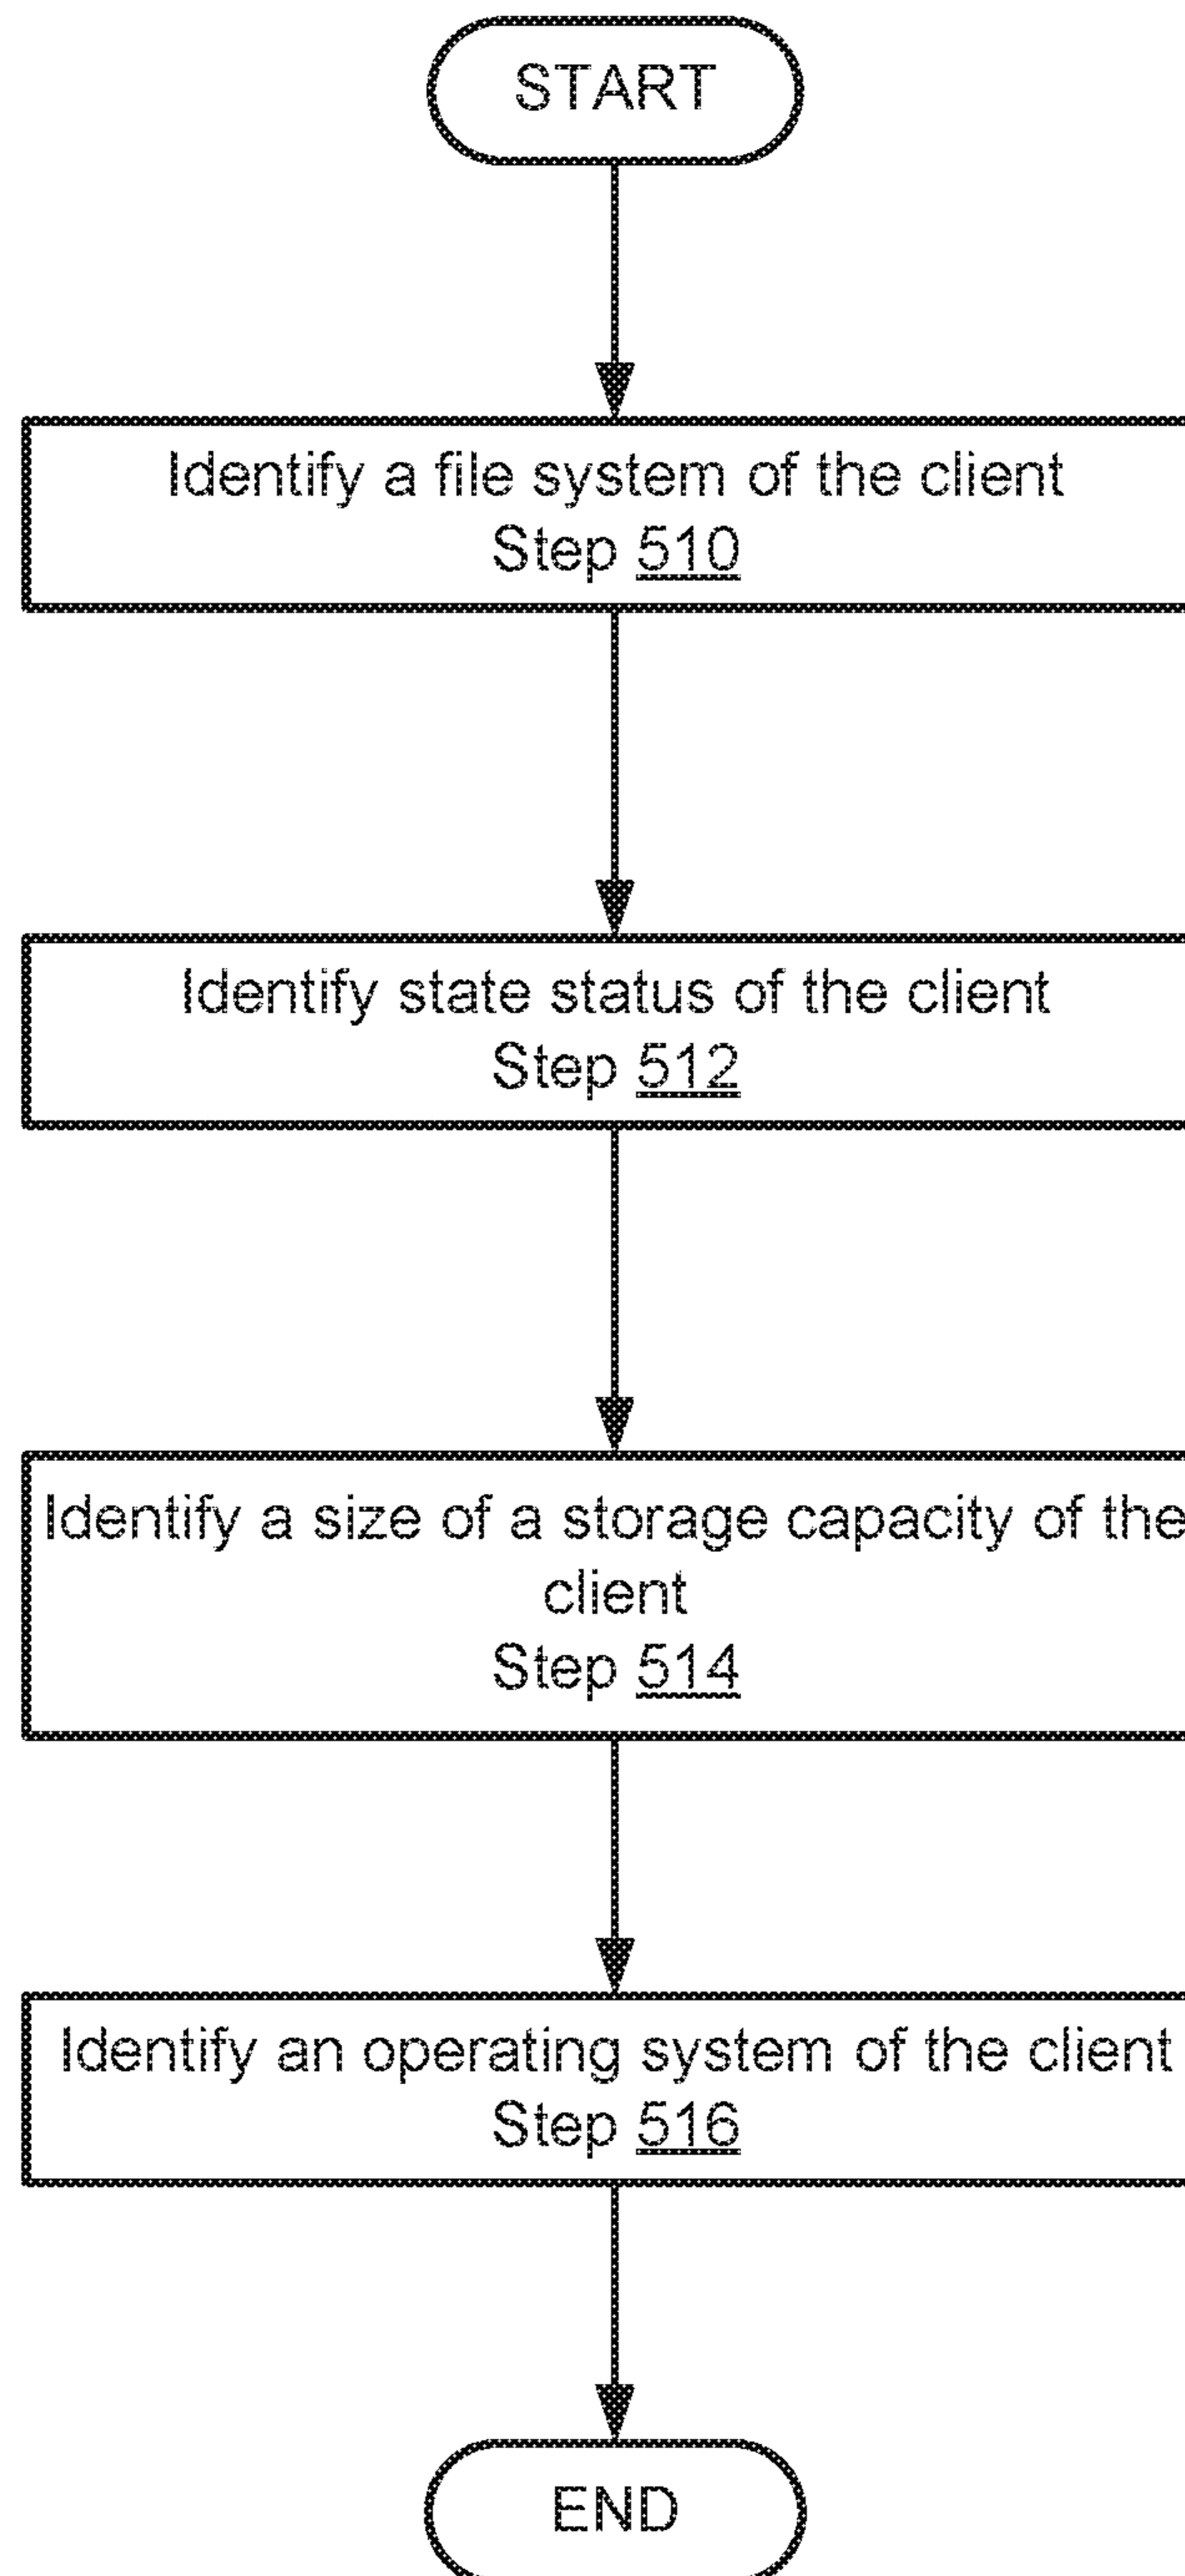 START
Identify a file system of the client
Step 510
Identify state status of the client
Step 512
Identify a size of a storage capacity of the
client
Step 514
Identify an operating system of the client
Step 516
END